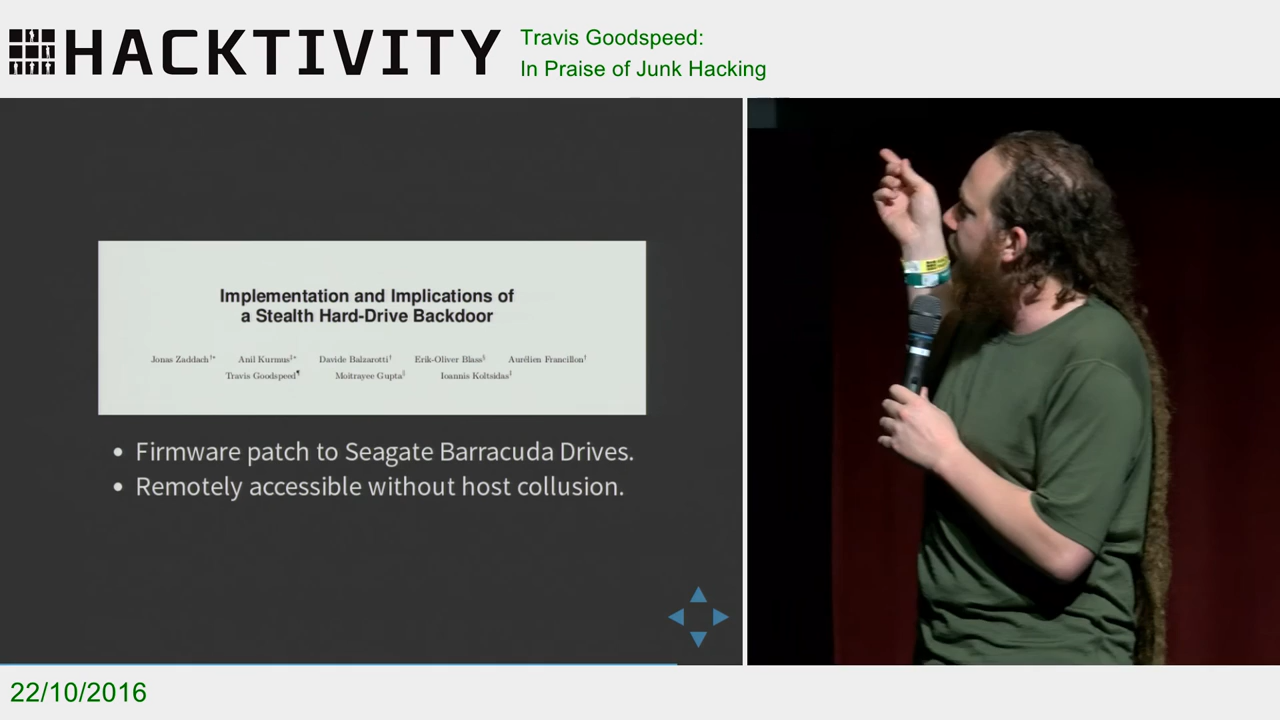 HACKTIVITY
Travis Goodspeed:
In Praise of Junk Hacking
Implementation and Implications of
a Stealth Hard-Drive Backdoor
Jonas Zaddach†* Anil Kurmus‡* Davide Balzarotti† Erik-Oliver Blass§ Aurélien Francillon†
Travis Goodspeed¶ Moitrayee Gupta‖ Ioannis Koltsidas‡
• Firmware patch to Seagate Barracuda Drives.
• Remotely accessible without host collusion.
22/10/2016